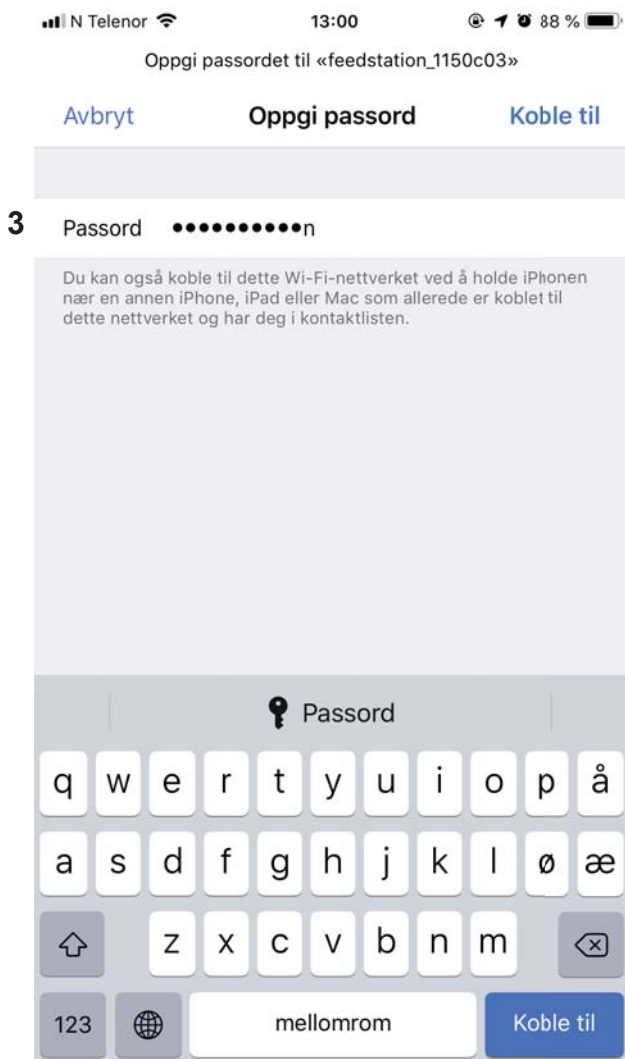 N Telenor 13:00 88 %
Oppgi passordet til «feedstation_1150c03»
Avbryt Oppgi passord Koble til
3 Passord ••••••••••n
Du kan også koble til dette Wi-Fi-nettverket ved å holde iPhonen
nær en annen iPhone, iPad eller Mac som allerede er koblet til
dette nettverket og har deg i kontaktlisten.
Passord
q w e r t y u i o p å
a s d f g h j k l ø æ
z x c v b n m
123 mellomrom Koble til